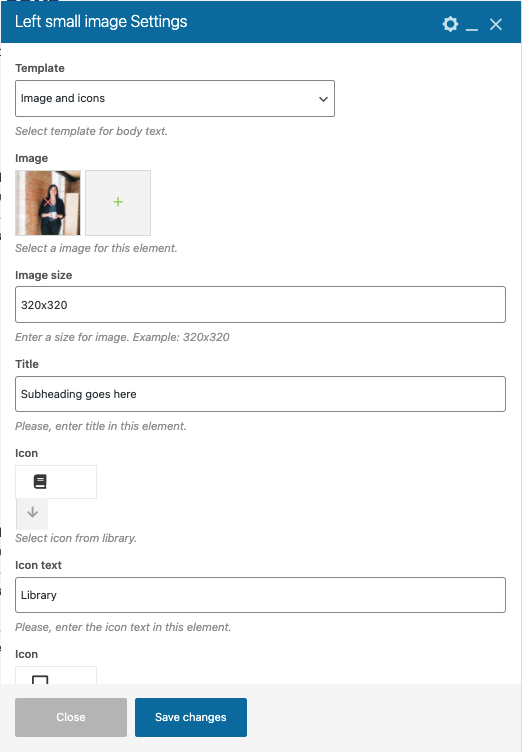 Left small image Settings
Template
Image and icons
Select template for body text.
Image
Select a image for this element.
Image size
320x320
Enter a size for image. Example: 320x320
Title
Subheading goes here
Please, enter title in this element.
Icon
Select icon from library.
Icon text
Library
Please, enter the icon text in this element.
Icon
Close
Save changes